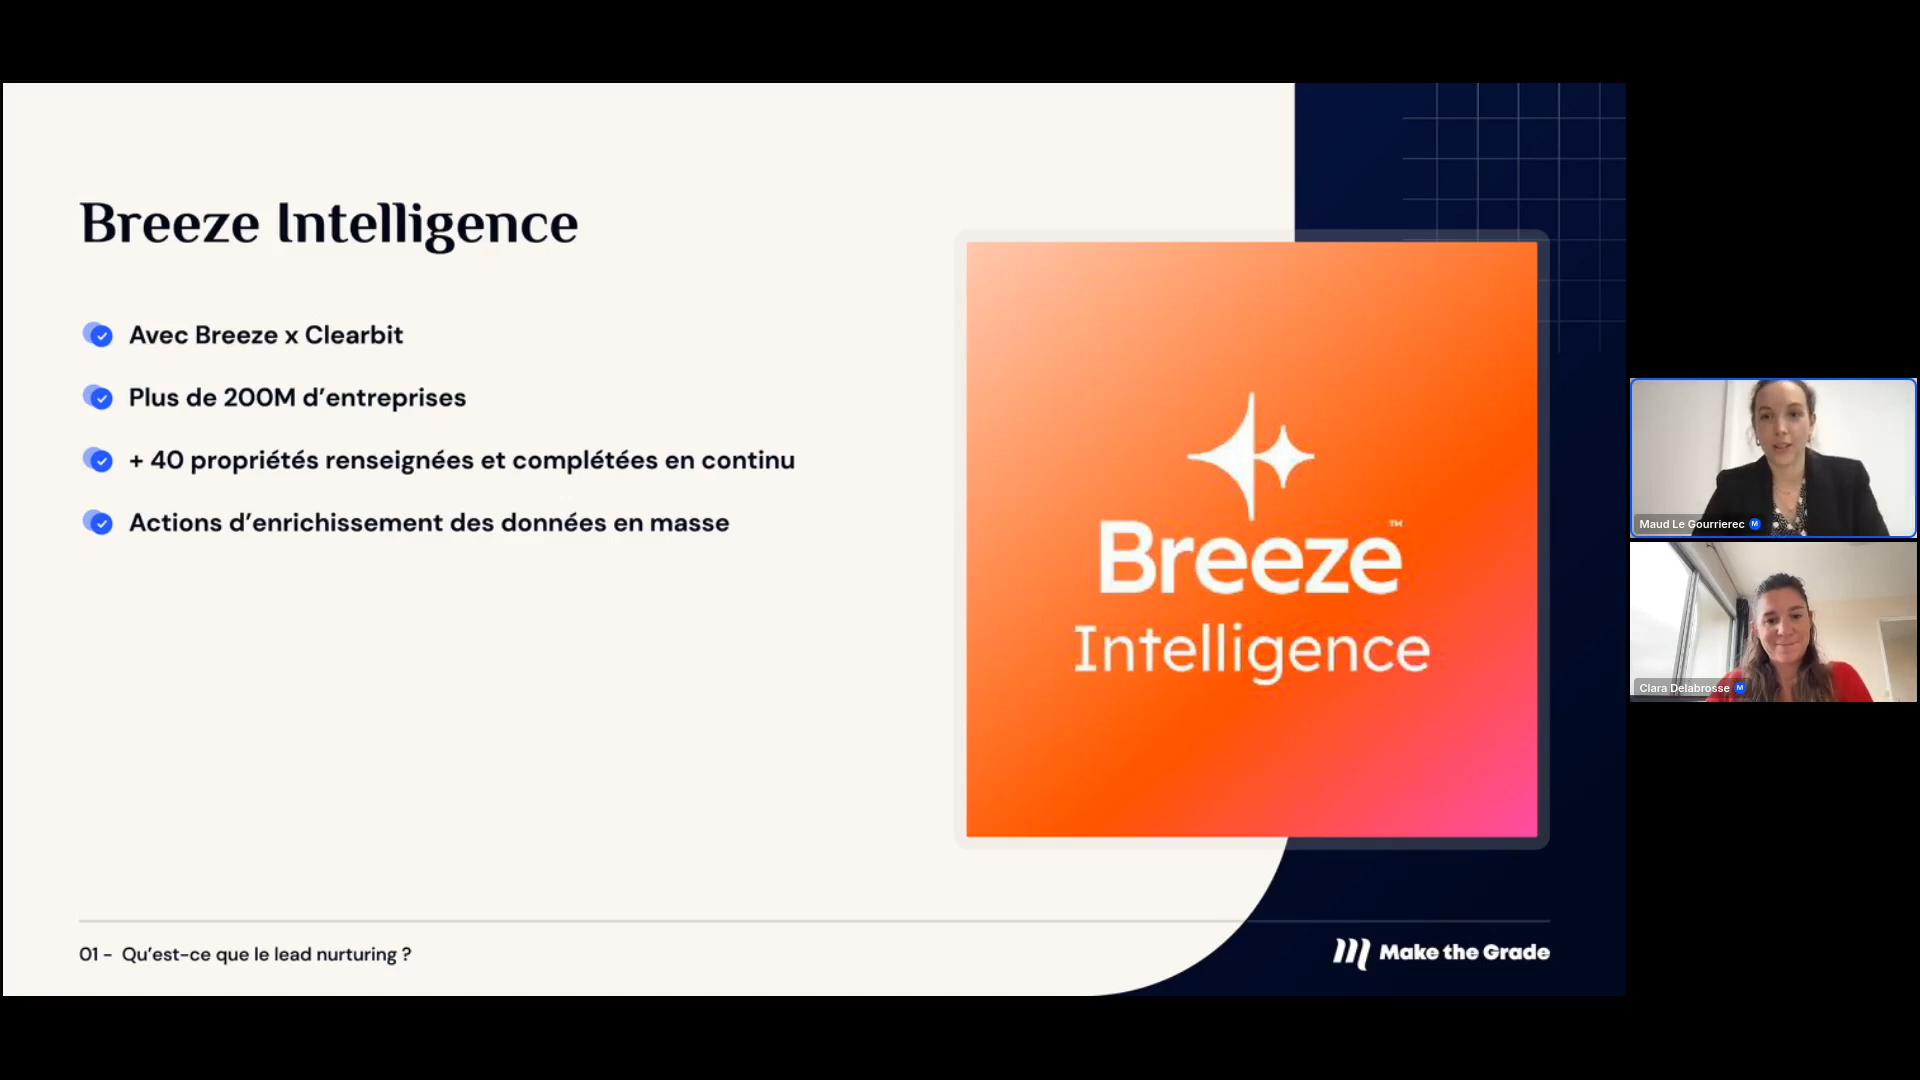 Breeze Intelligence
Avec Breeze x Clearbit
Plus de 200M d’entreprises
+ 40 propriétés renseignées et complétées en continu
Actions d’enrichissement des données en masse
Breeze™
Intelligence
01 - Qu’est-ce que le lead nurturing ?
Make the Grade
Maud Le Gourrierec M
Clara Delabrosse M